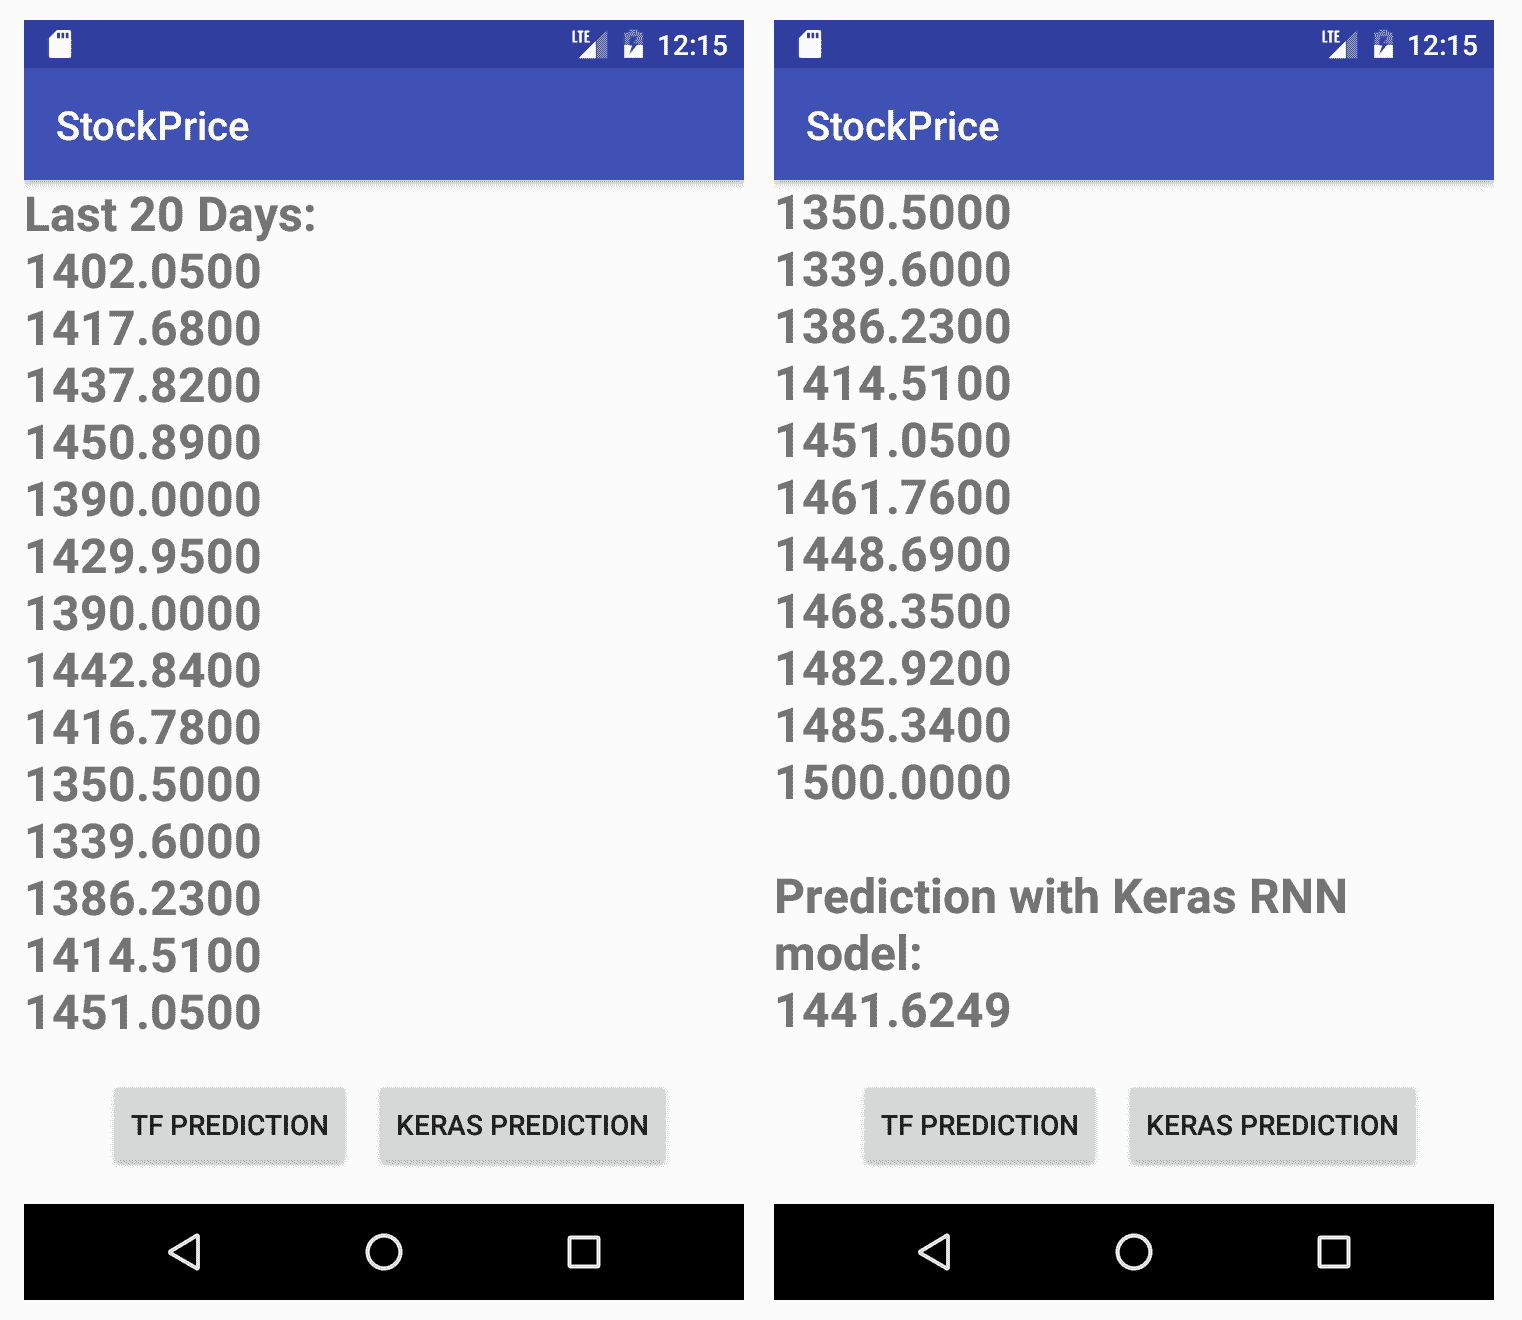 LTE 12:15
StockPrice
Last 20 Days:
1402.0500
1417.6800
1437.8200
1450.8900
1390.0000
1429.9500
1390.0000
1442.8400
1416.7800
1350.5000
1339.6000
1386.2300
1414.5100
1451.0500
TF PREDICTION KERAS PREDICTION
LTE 12:15
StockPrice
1350.5000
1339.6000
1386.2300
1414.5100
1451.0500
1461.7600
1448.6900
1468.3500
1482.9200
1485.3400
1500.0000
Prediction with Keras RNN
model:
1441.6249
TF PREDICTION KERAS PREDICTION